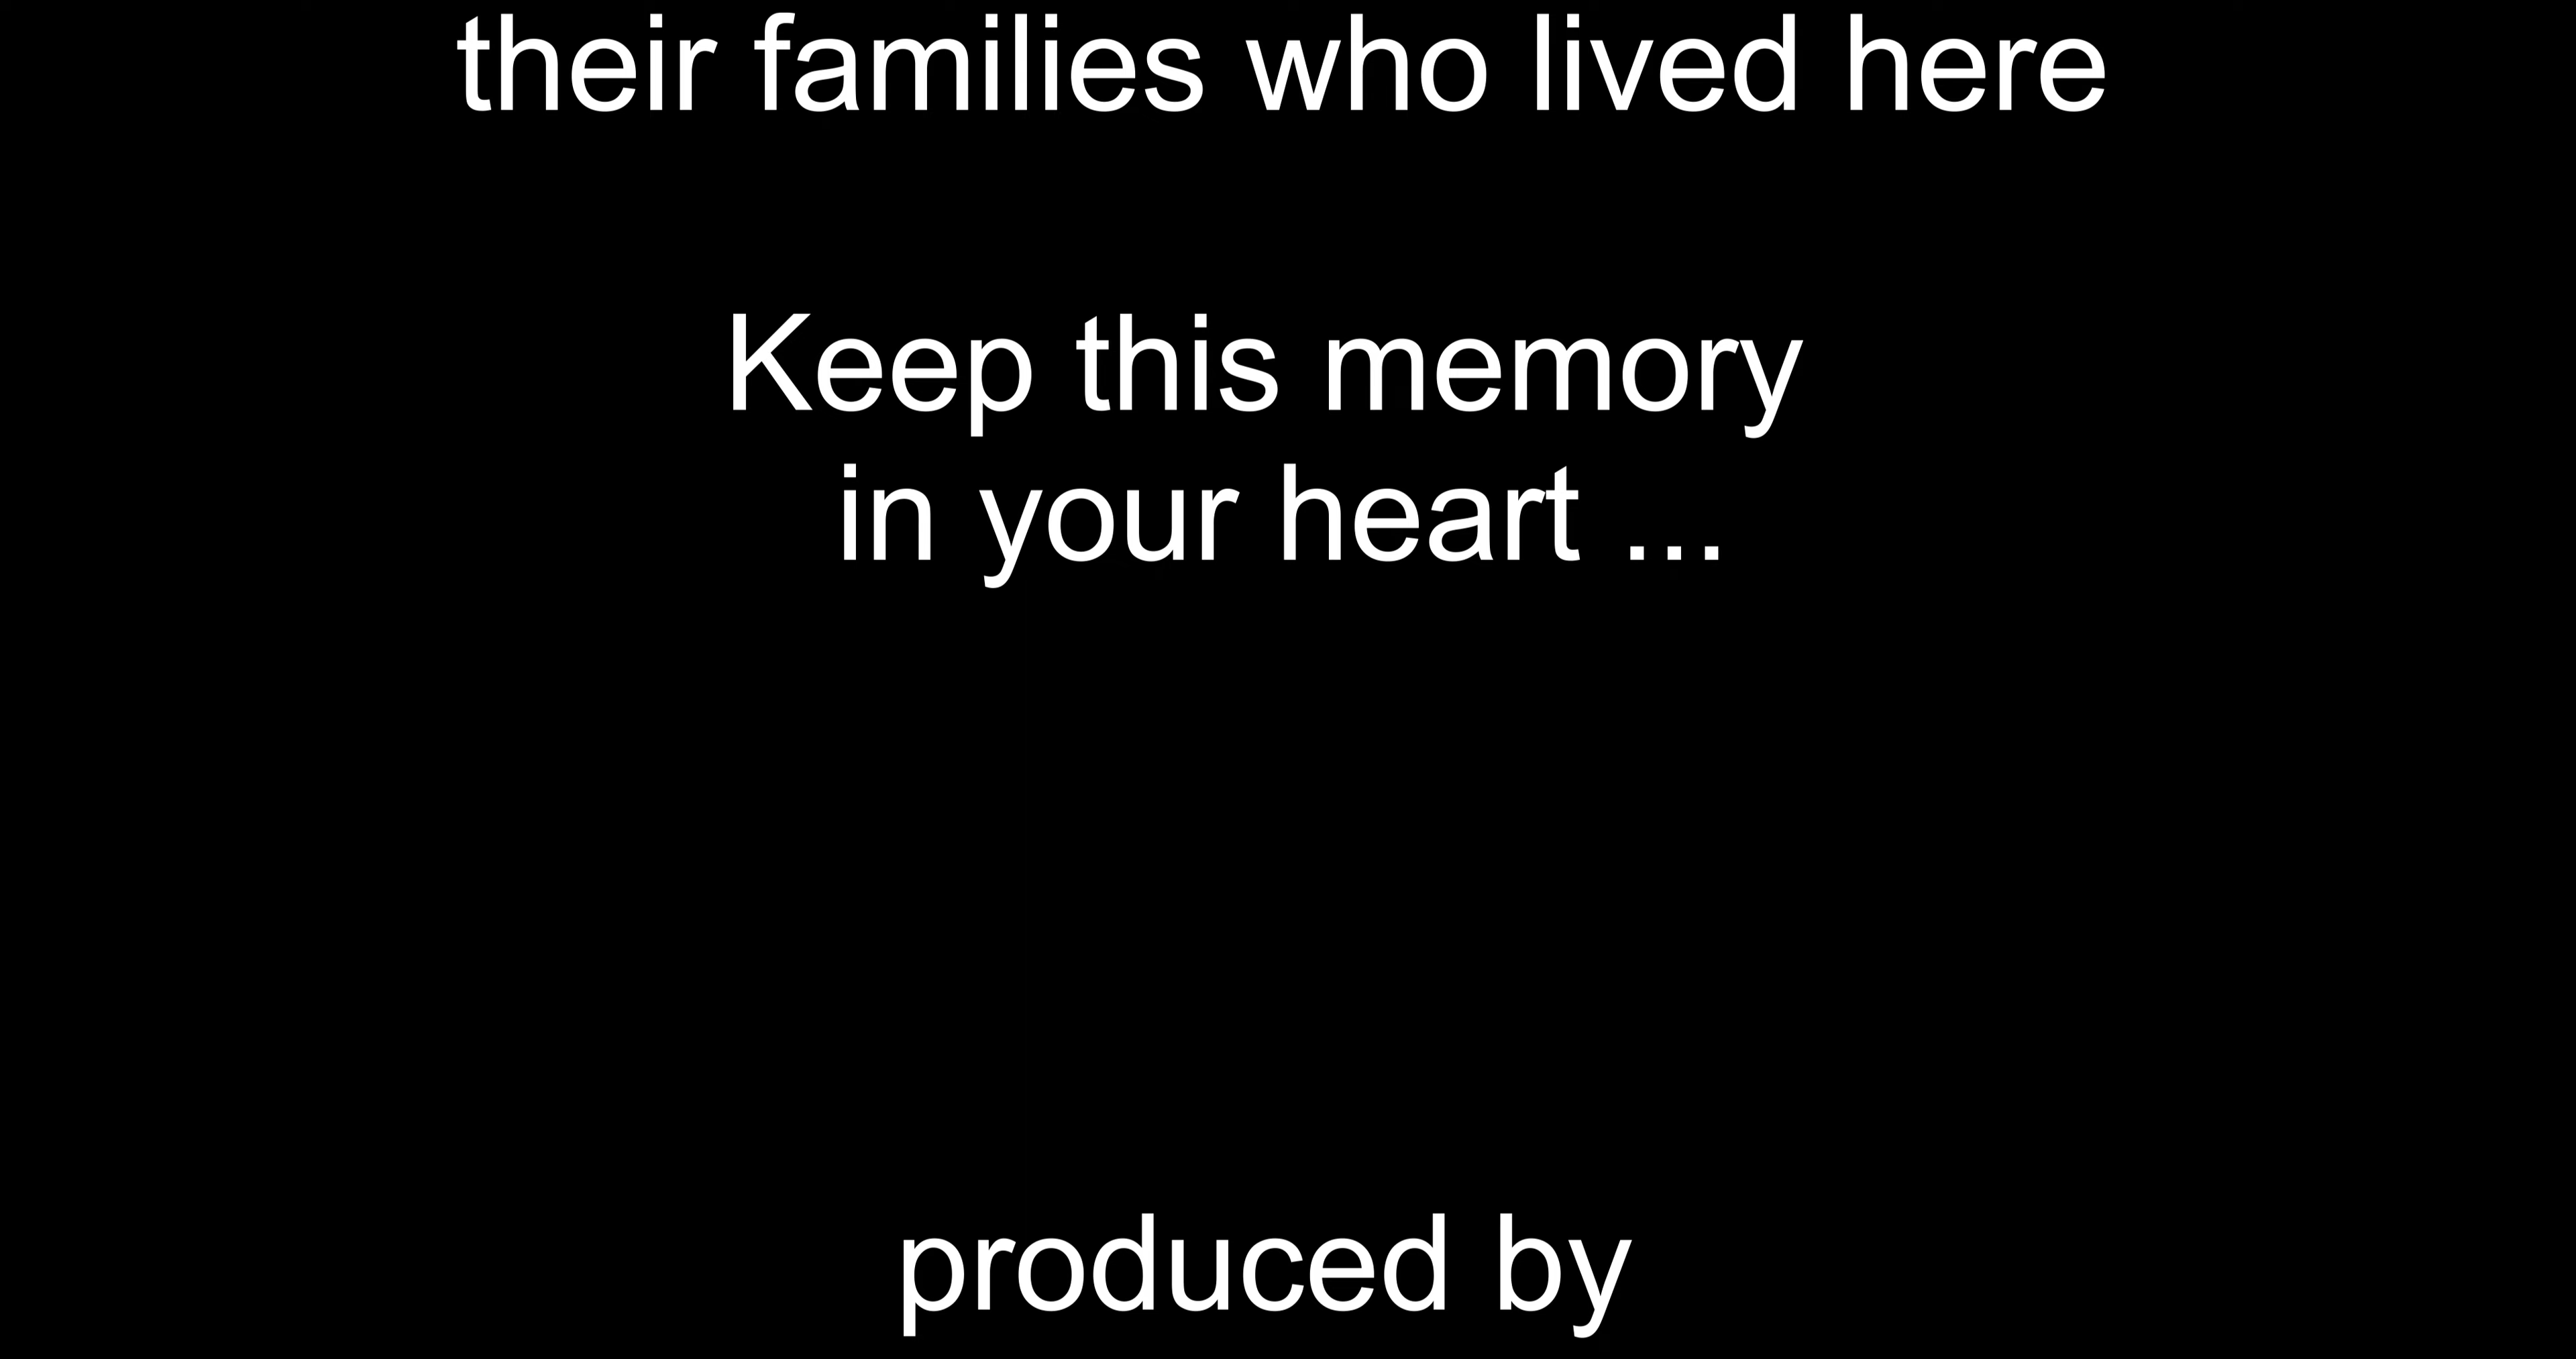 their families who lived here
Keep this memory
in your heart ...
produced by